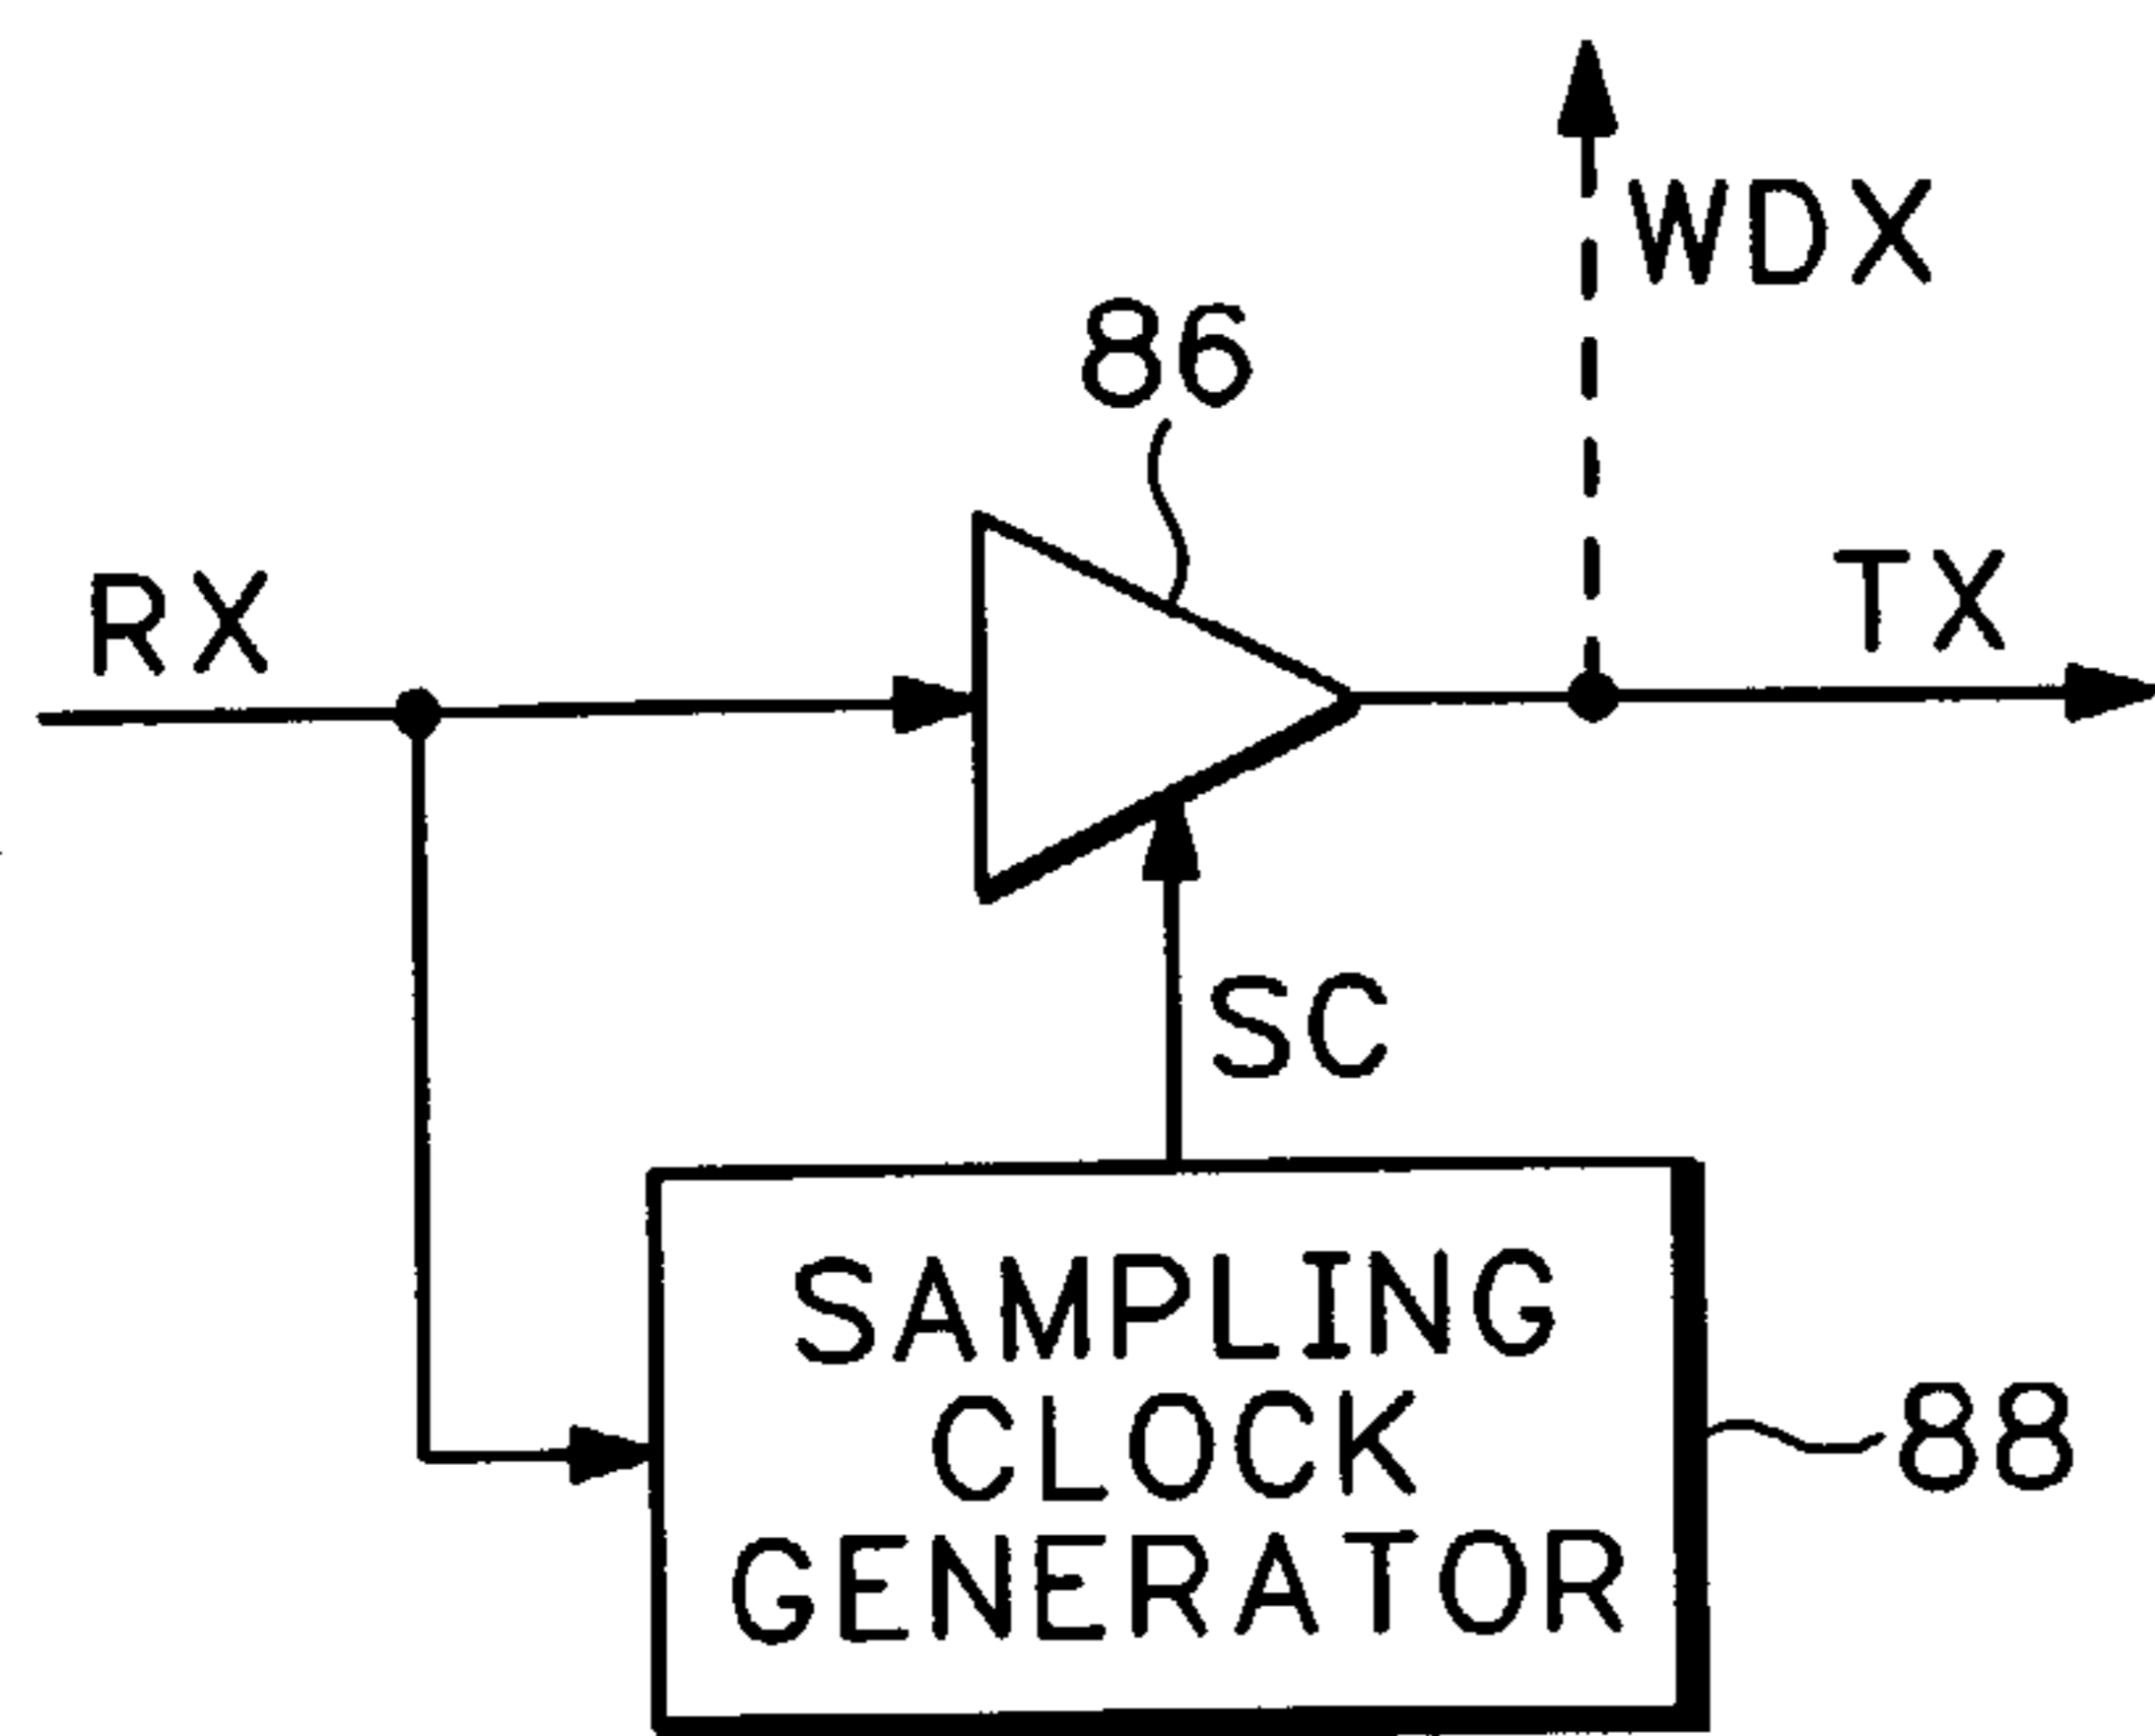 WDX
86
RX
TX
SC
SAMPLING
CLOCK
GENERATOR
88